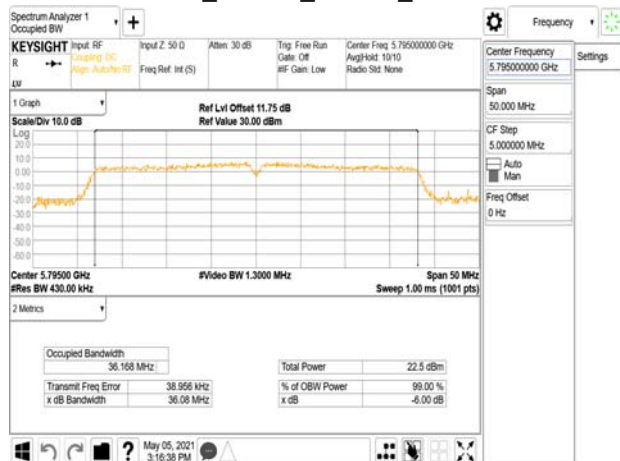 Spectrum Analyzer 1
Occupied BW
KEYSIGHT
Input: RF
Coupling: DC
Align: Auto/No RF
Input Z: 50 Ω
Freq Ref: Int (S)
Atten: 30 dB
Trig: Free Run
Gate: Off
#IF Gain: Low
Center Freq: 5.795000000 GHz
Avg|Hold: 10/10
Radio Std: None
R
1 Graph
Scale/Div 10.0 dB
Ref Lvl Offset 11.75 dB
Ref Value 30.00 dBm
Log
20.0
10.0
0.00
-10.0
-20.0
-30.0
-40.0
-50.0
-60.0
Center 5.79500 GHz
#Res BW 430.00 kHz
#Video BW 1.3000 MHz
Span 50 MHz
Sweep 1.00 ms (1001 pts)
2 Metrics
Occupied Bandwidth
36.168 MHz
Transmit Freq Error 38.956 kHz
x dB Bandwidth 36.08 MHz
Total Power 22.5 dBm
% of OBW Power 99.00 %
x dB -6.00 dB
May 05, 2021
3:16:38 PM
Frequency
Settings
Center Frequency
5.795000000 GHz
Span
50.000 MHz
CF Step
5.000000 MHz
Auto
Man
Freq Offset
0 Hz